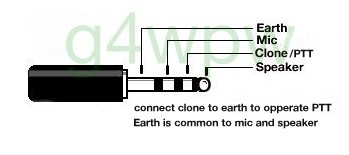 g4wpw
Earth
Mic
Clone/PTT
Speaker
connect clone to earth to opperate PTT
Earth is common to mic and speaker